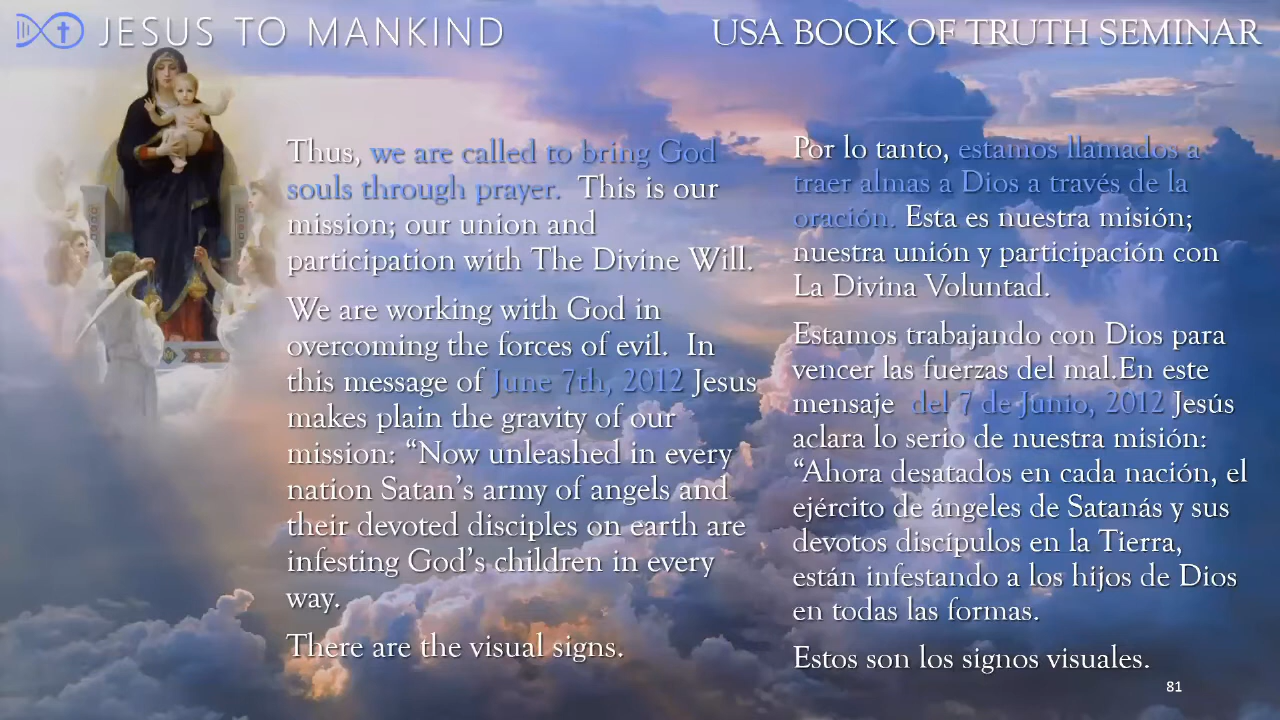 JESUS TO MANKIND
USA BOOK OF TRUTH SEMINAR
Thus, we are called to bring God
souls through prayer. This is our
mission; our union and
participation with The Divine Will.
We are working with God in
overcoming the forces of evil. In
this message of June 7th, 2012 Jesus
makes plain the gravity of our
mission: “Now unleashed in every
nation Satan’s army of angels and
their devoted disciples on earth are
infesting God’s children in every
way.
There are the visual signs.
Por lo tanto, estamos llamados a
traer almas a Dios a través de la
oración. Esta es nuestra misión;
nuestra unión y participación con
La Divina Voluntad.
Estamos trabajando con Dios para
vencer las fuerzas del mal.En este
mensaje del 7 de Junio, 2012 Jesús
aclara lo serio de nuestra misión:
“Ahora desatados en cada nación, el
ejército de ángeles de Satanás y sus
devotos discípulos en la Tierra,
están infestando a los hijos de Dios
en todas las formas.
Estos son los signos visuales.
81